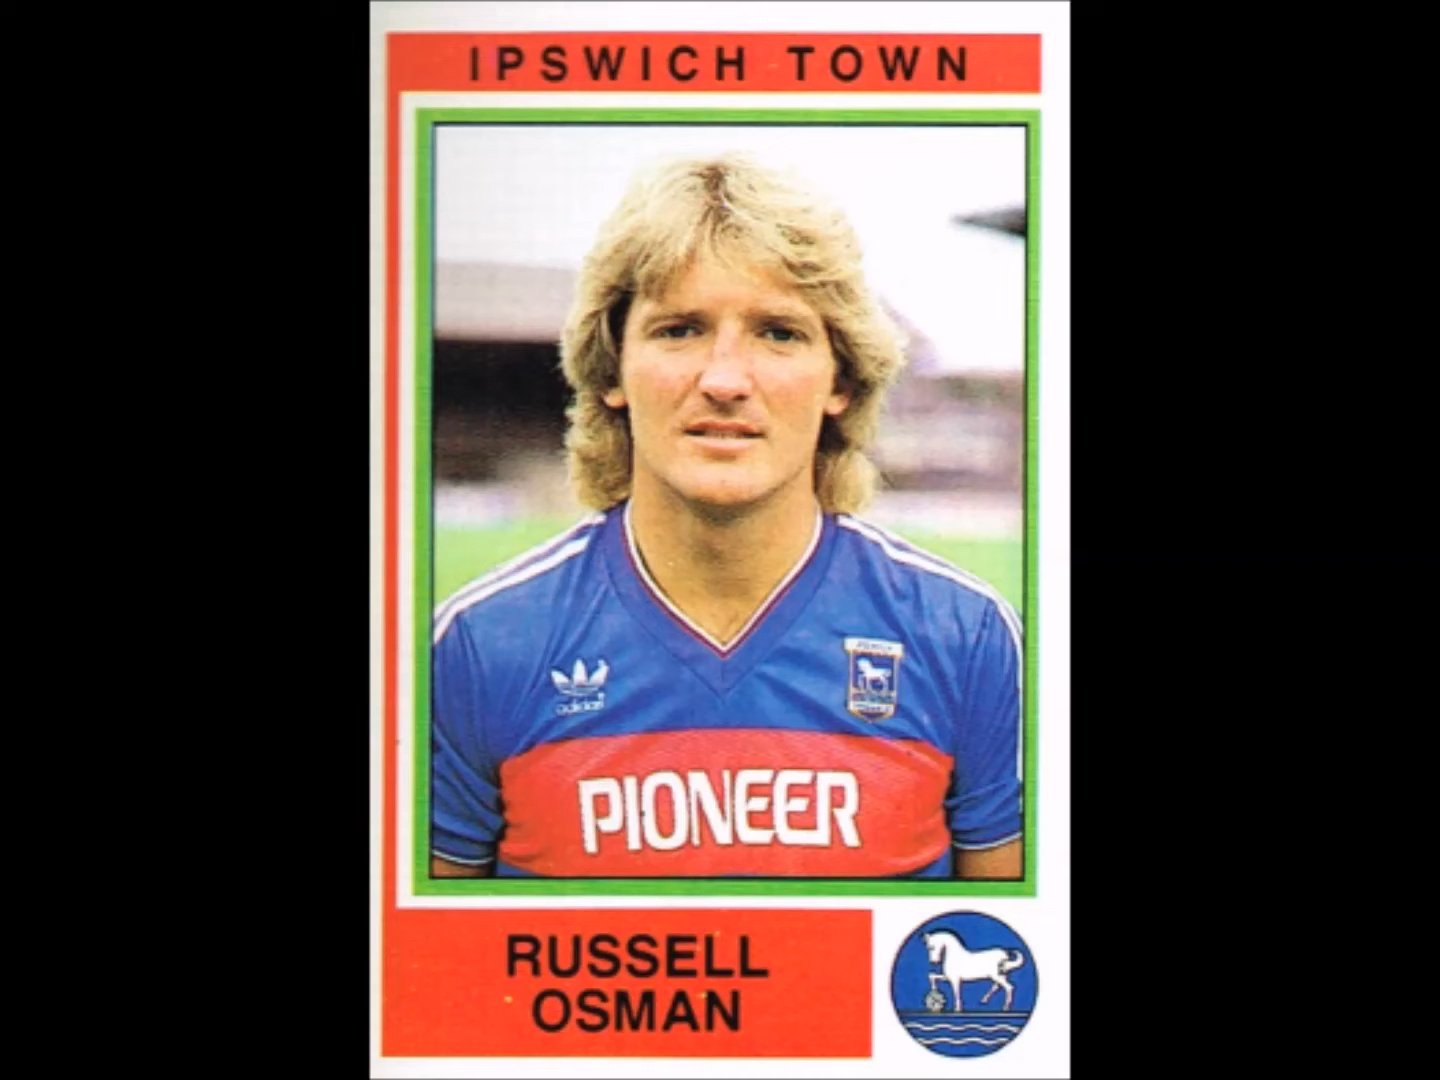 IPSWICH TOWN
adidas
PIONEER
RUSSELL
OSMAN